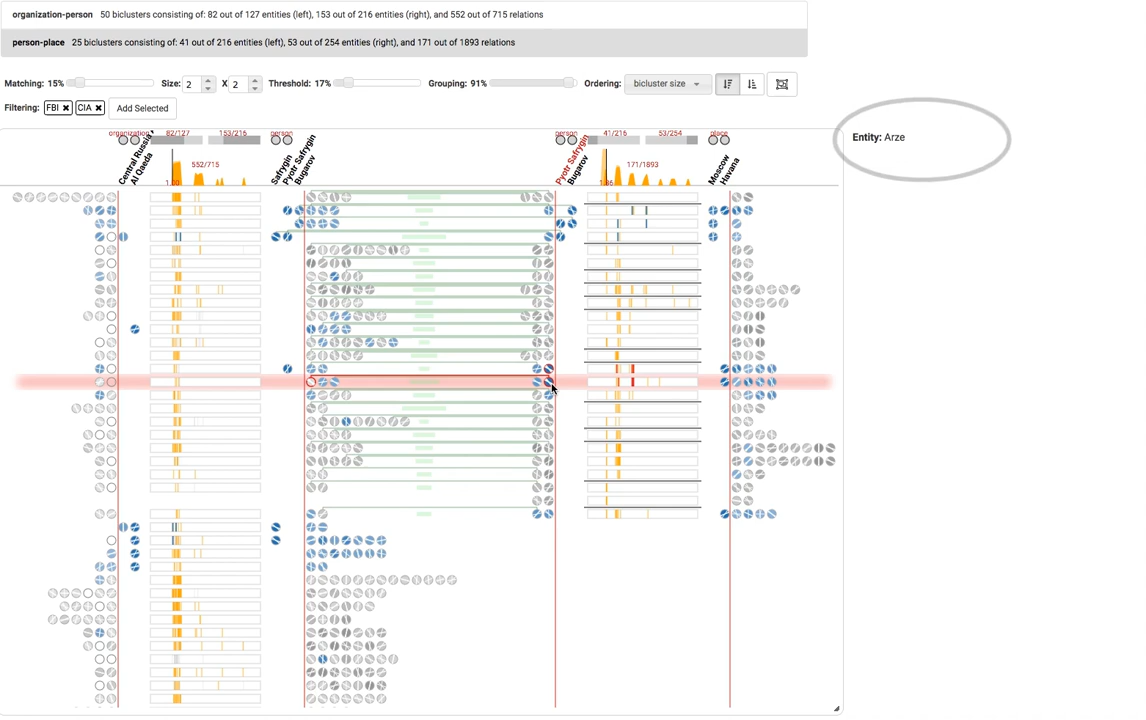 organization-person 50 biclusters consisting of: 82 out of 127 entities (left), 153 out of 216 entities (right), and 552 out of 715 relations
person-place 25 biclusters consisting of: 41 out of 216 entities (left), 53 out of 254 entities (right), and 171 out of 1893 relations
Matching: 15% Size: 2 X 2 Threshold: 17% Grouping: 91% Ordering: bicluster size
Filtering: FBI ✖ CIA ✖ Add Selected
Entity: Arze
organization 82/127 153/216 person person 41/216 53/254 place
Central Russia Al Qaeda 552/715 Safrygin Pyotr Safrygin Bugarov Pyotr Safrygin Bugarov 171/1893 Moscow Havana
1.00